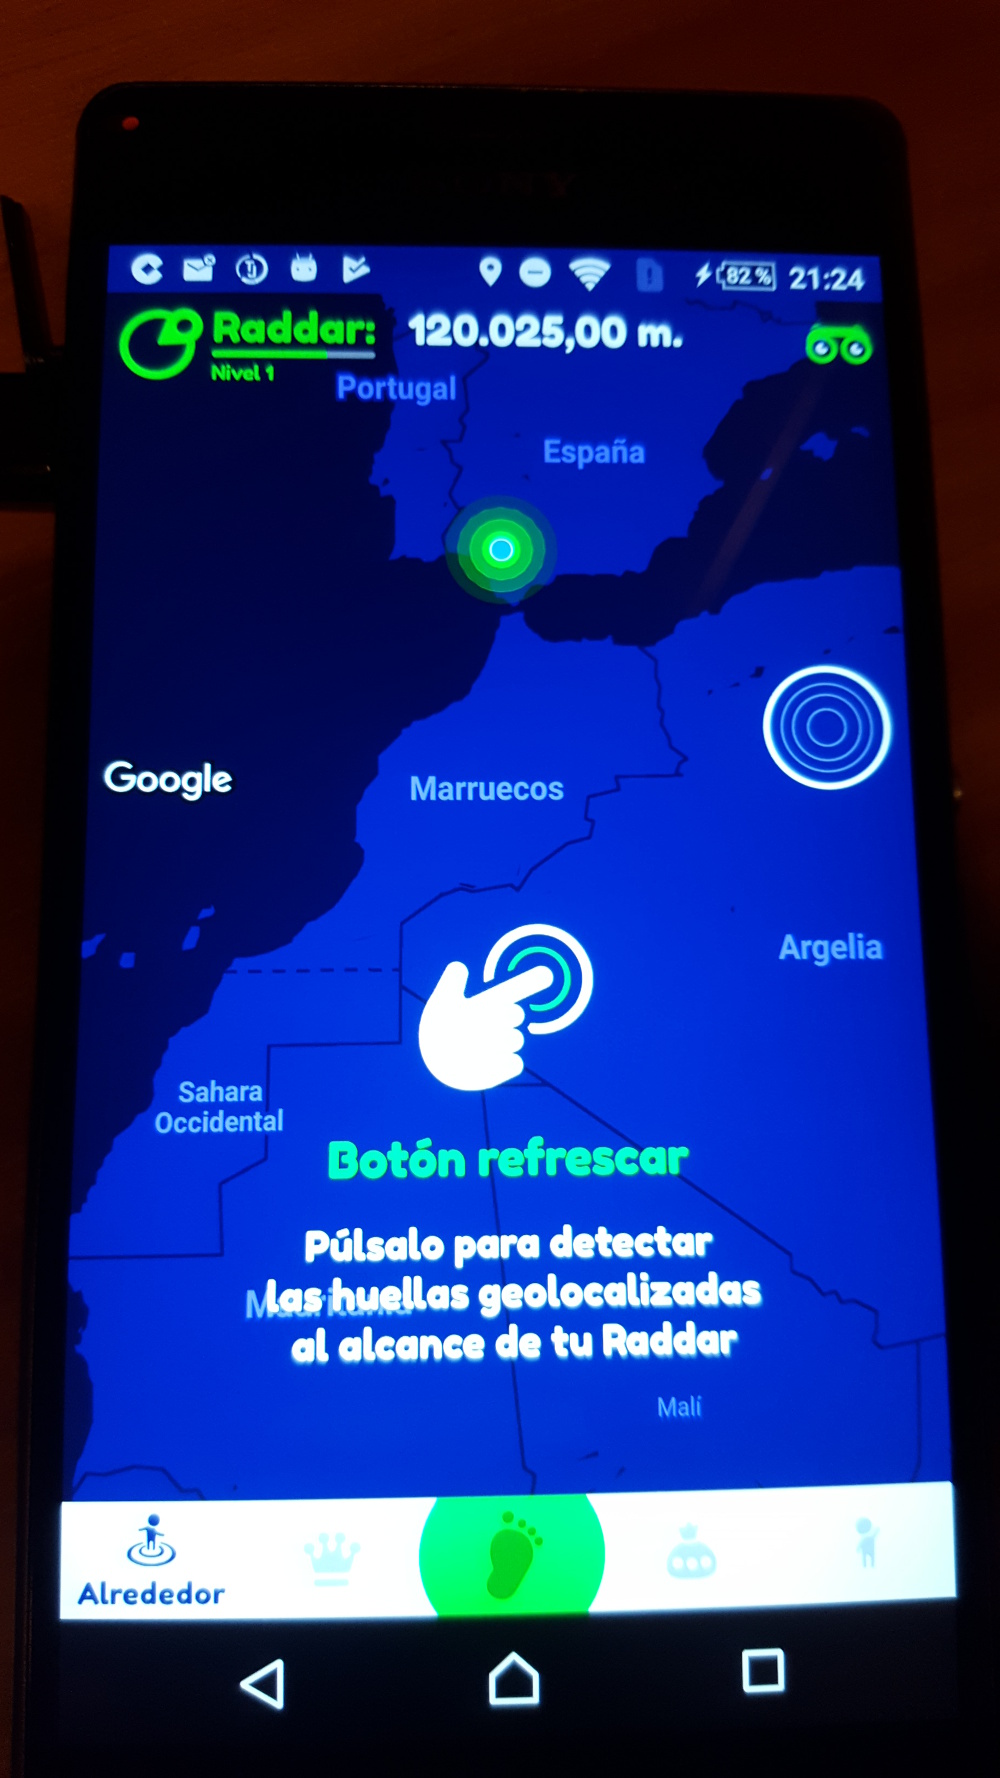 82 %
21:24
Raddar:
120.025,00 m.
Nivel 1
Portugal
España
Google
Marruecos
Argelia
Sahara
Occidental
Botón refrescar
Púlsalo para detectar
las huellas geolocalizadas
al alcance de tu Raddar
Malí
Alrededor